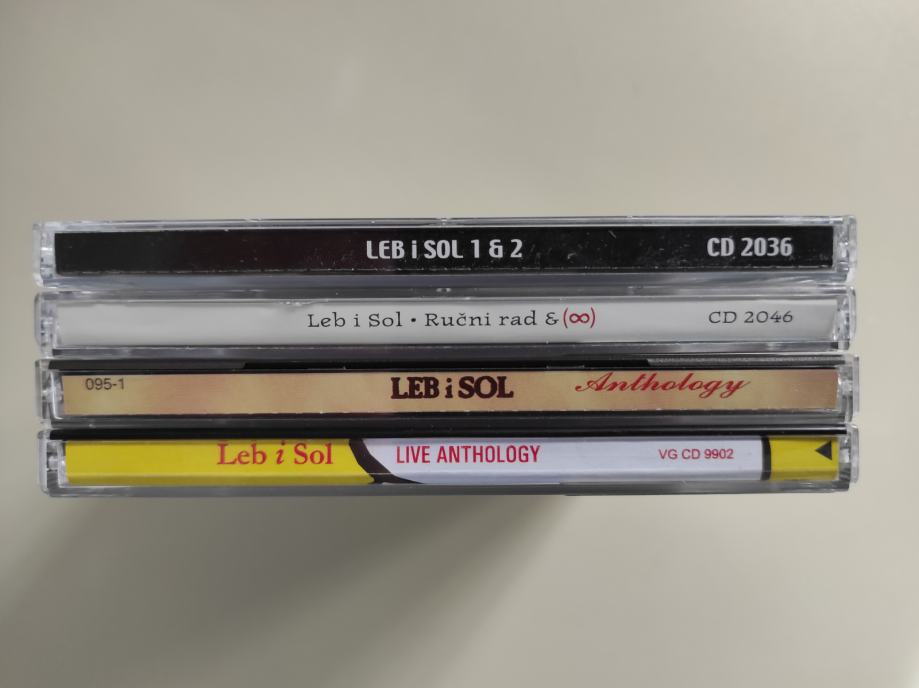 LEB i SOL 1 & 2 CD 2036
Leb i Sol • Ručni rad & (∞) CD 2046
095-1 LEB i SOL Anthology
Leb i Sol LIVE ANTHOLOGY VG CD 9902